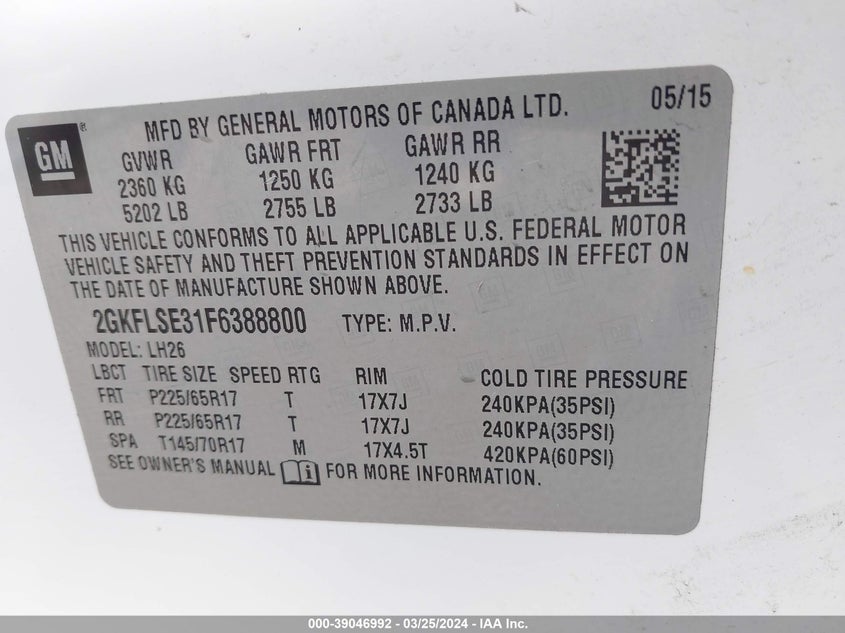 MFD BY GENERAL MOTORS OF CANADA LTD. 05/15
GM ®
GVWR GAWR FRT GAWR RR
2360 KG 1250 KG 1240 KG
5202 LB 2755 LB 2733 LB
THIS VEHICLE CONFORMS TO ALL APPLICABLE U.S. FEDERAL MOTOR
VEHICLE SAFETY AND THEFT PREVENTION STANDARDS IN EFFECT ON
THE DATE OF MANUFACTURE SHOWN ABOVE.
2GKFLSE31F6388800 TYPE: M.P.V.
MODEL: LH26
LBCT TIRE SIZE SPEED RTG RIM COLD TIRE PRESSURE
FRT P225/65R17 T 17X7J 240KPA(35PSI)
RR P225/65R17 T 17X7J 240KPA(35PSI)
SPA T145/70R17 M 17X4.5T 420KPA(60PSI)
SEE OWNER'S MANUAL i FOR MORE INFORMATION.
000-39046992 - 03/25/2024 - IAA Inc.